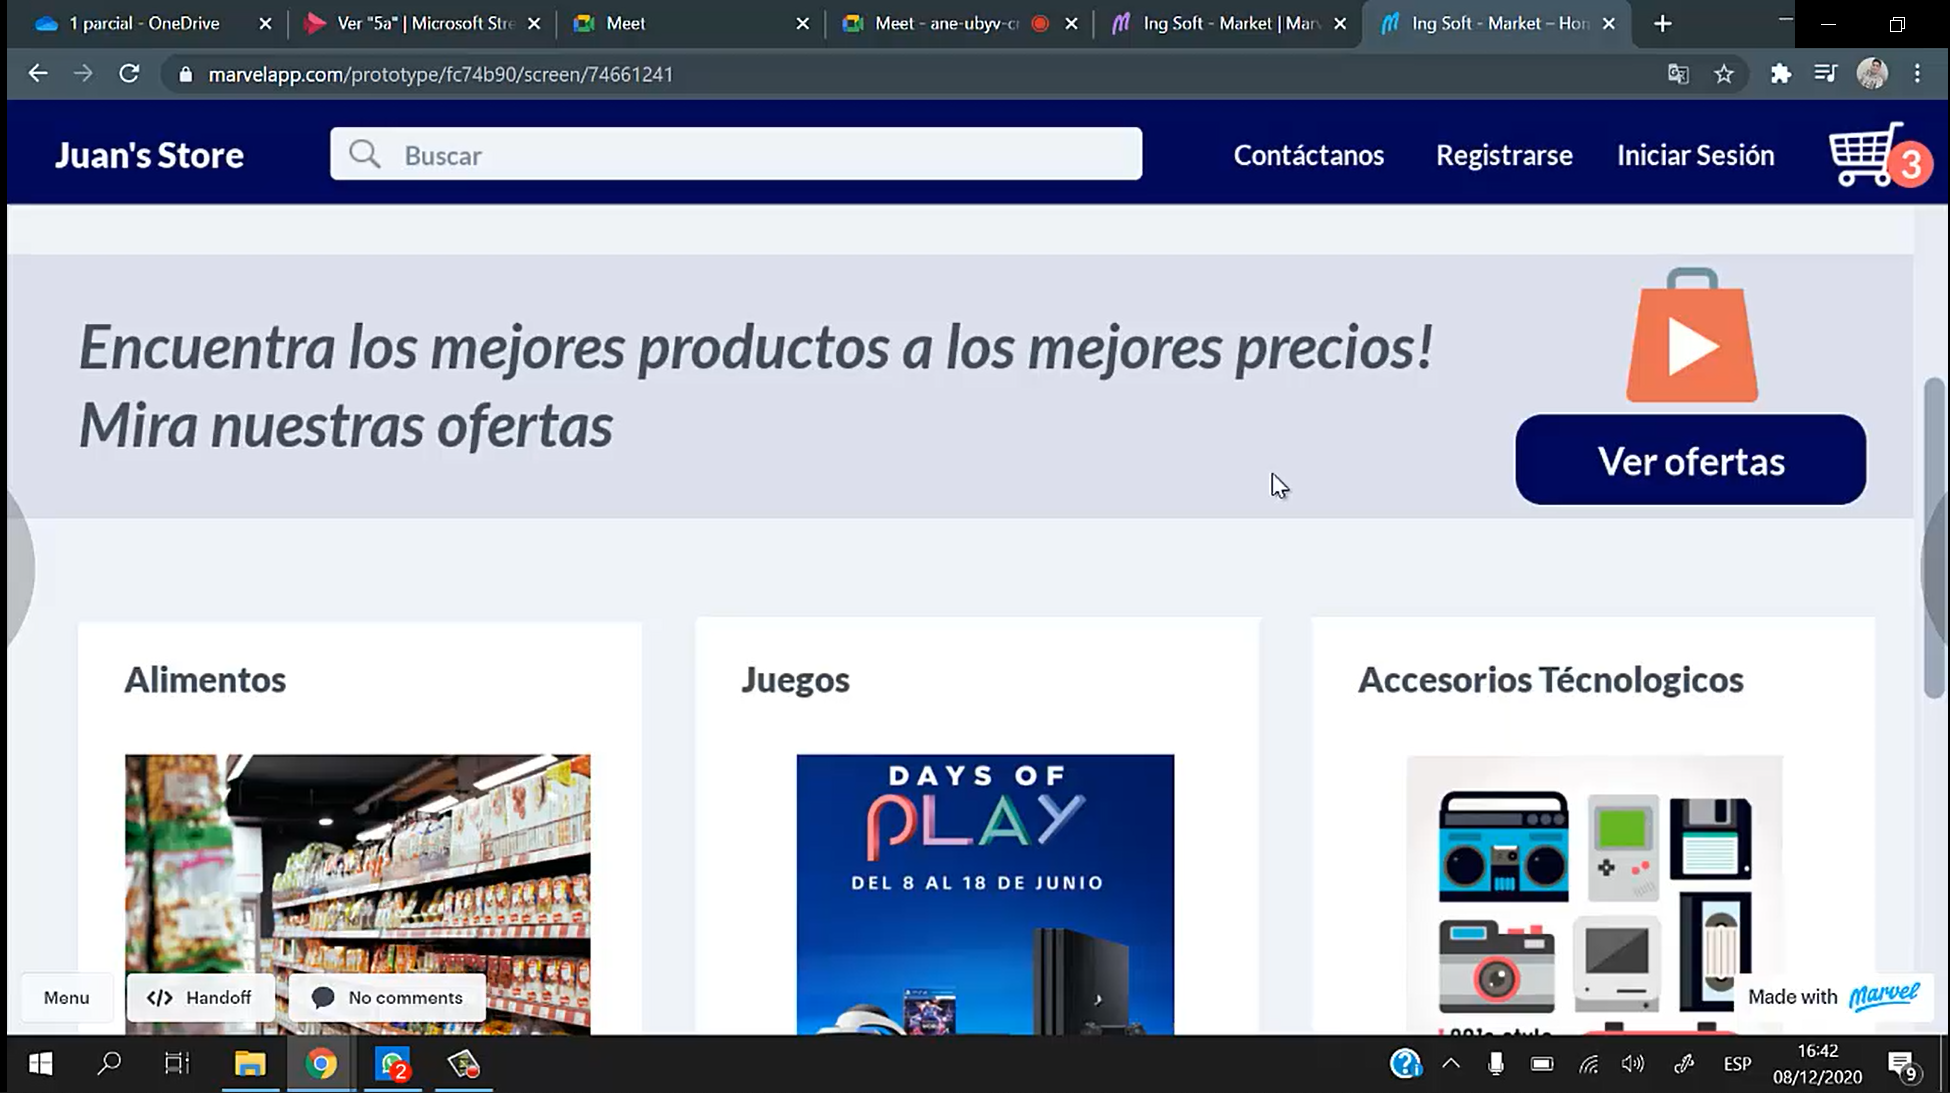 1 parcial - OneDrive
Ver "5a" | Microsoft Stre
Meet
Meet - ane-ubyv-c
Ing Soft - Market | Mar
Ing Soft - Market – Hom
marvelapp.com/prototype/fc74b90/screen/74661241
Juan's Store
Buscar
Contáctanos
Registrarse
Iniciar Sesión
3
Encuentra los mejores productos a los mejores precios!
Mira nuestras ofertas
Ver ofertas
Alimentos
Juegos
Accesorios Técnologicos
DAYS OF
PLAY
DEL 8 AL 18 DE JUNIO
Menu
</> Handoff
No comments
Made with Marvel
2
ESP
16:42
08/12/2020
9